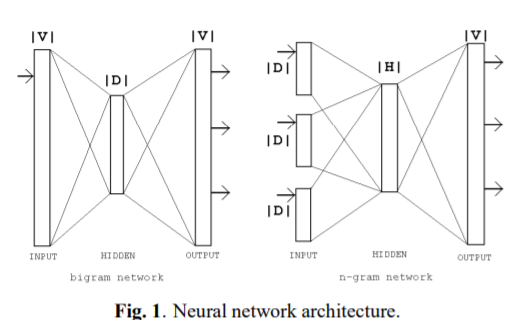 |V|
|D|
|V|
INPUT HIDDEN OUTPUT
bigram network
|D|
|D|
|D|
|H|
|V|
INPUT HIDDEN OUTPUT
n-gram network
Fig. 1. Neural network architecture.